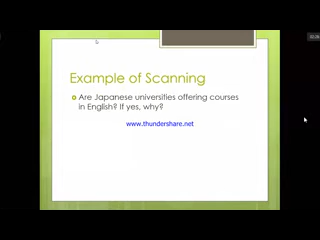 Example of Scanning
Are Japanese universities offering courses
in English? If yes, why?
www.thundershare.net